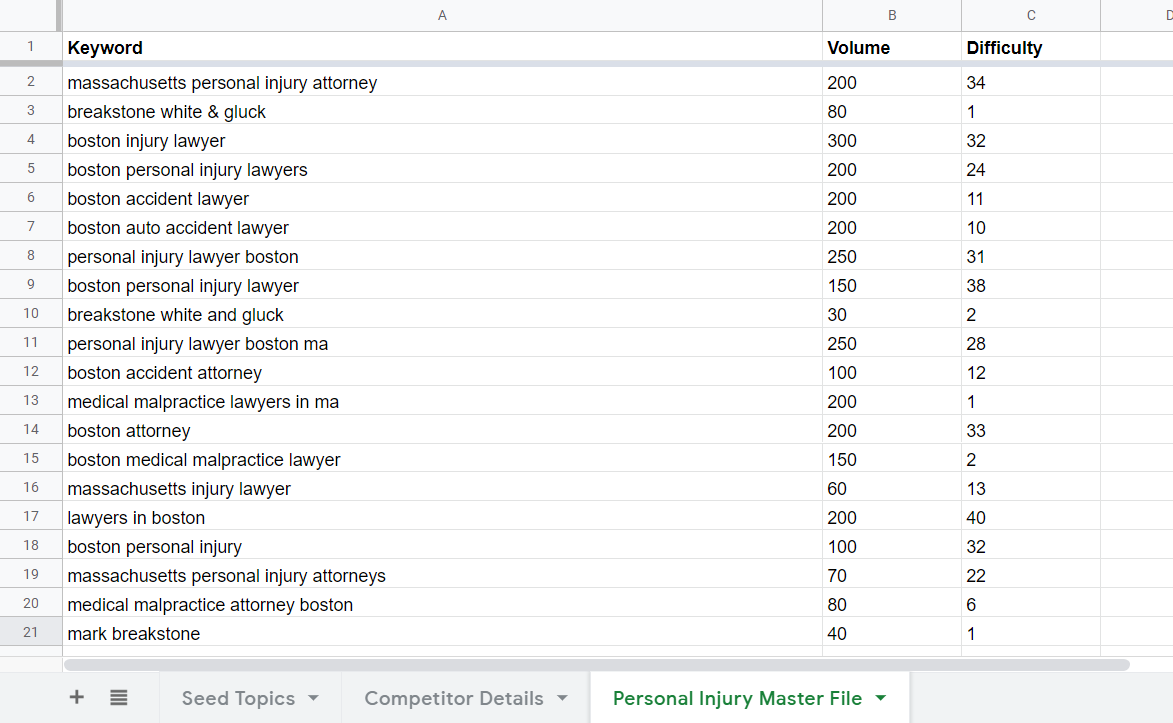 A B C D
1 Keyword Volume Difficulty
2 massachusetts personal injury attorney 200 34
3 breakstone white & gluck 80 1
4 boston injury lawyer 300 32
5 boston personal injury lawyers 200 24
6 boston accident lawyer 200 11
7 boston auto accident lawyer 200 10
8 personal injury lawyer boston 250 31
9 boston personal injury lawyer 150 38
10 breakstone white and gluck 30 2
11 personal injury lawyer boston ma 250 28
12 boston accident attorney 100 12
13 medical malpractice lawyers in ma 200 1
14 boston attorney 200 33
15 boston medical malpractice lawyer 150 2
16 massachusetts injury lawyer 60 13
17 lawyers in boston 200 40
18 boston personal injury 100 32
19 massachusetts personal injury attorneys 70 22
20 medical malpractice attorney boston 80 6
21 mark breakstone 40 1
+ Seed Topics Competitor Details Personal Injury Master File